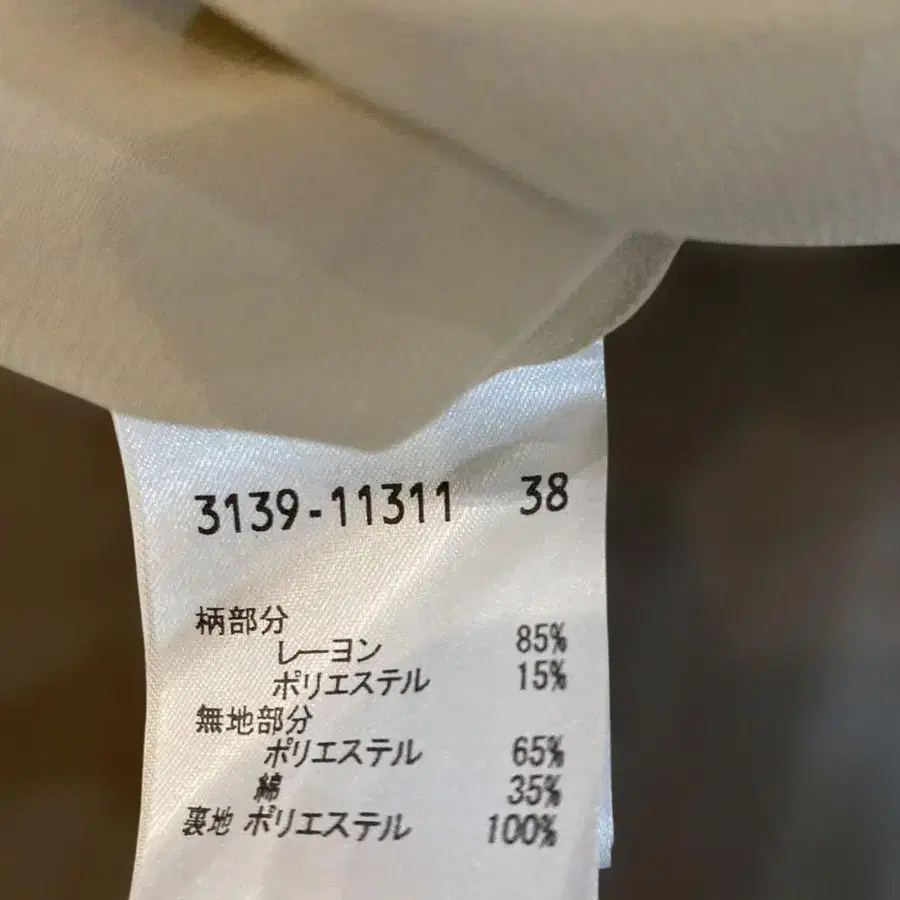 3139-11311 38
柄部分
レーヨン 85%
ポリエステル 15%
無地部分
ポリエステル 65%
綿 35%
裏地 ポリエステル 100%